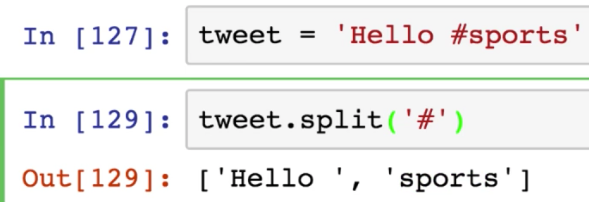 In [127]: tweet = 'Hello #sports'
In [129]: tweet.split('#')
Out[129]: ['Hello ', 'sports']